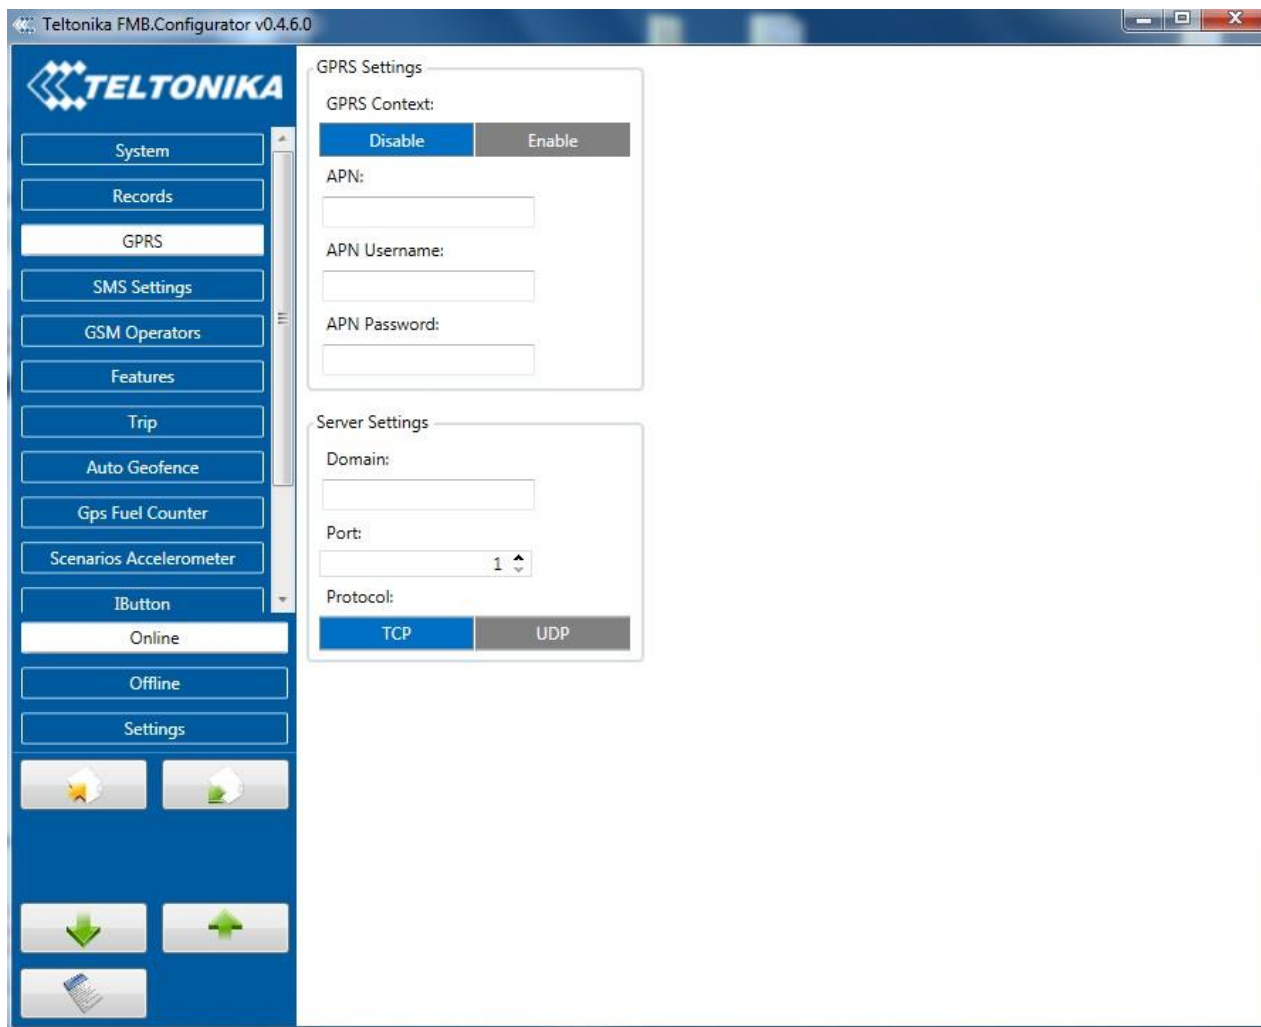 Teltonika FMB.Configurator v0.4.6.0
TELTONIKA
System
Records
GPRS
SMS Settings
GSM Operators
Features
Trip
Auto Geofence
Gps Fuel Counter
Scenarios Accelerometer
IButton
Online
Offline
Settings
GPRS Settings
GPRS Context:
Disable Enable
APN:
APN Username:
APN Password:
Server Settings
Domain:
Port:
1
Protocol:
TCP UDP